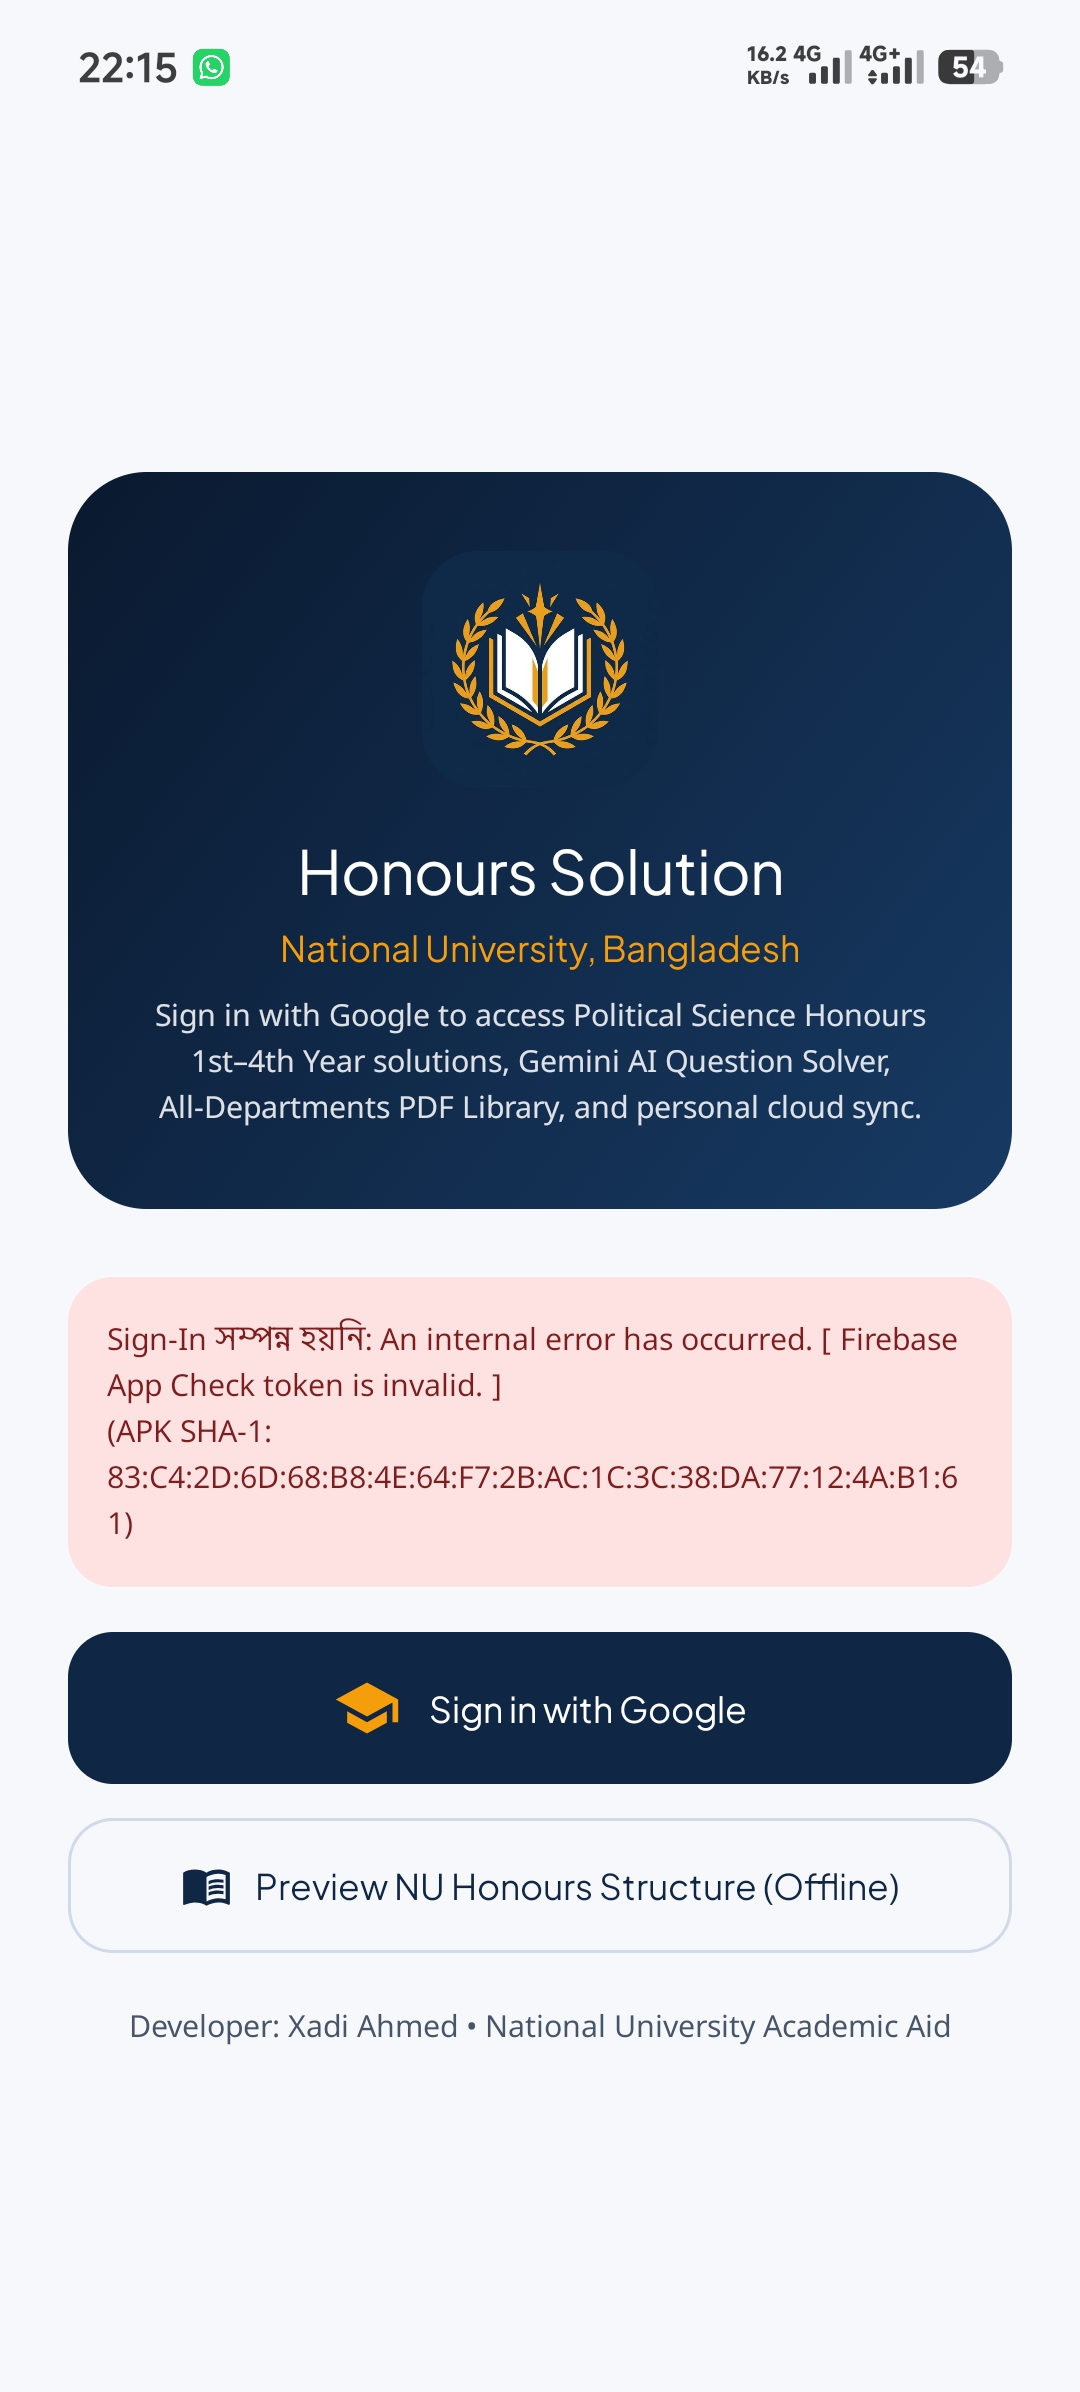 22:15
16.2 4G 4G+ 54
KB/s
Honours Solution
National University, Bangladesh
Sign in with Google to access Political Science Honours
1st–4th Year solutions, Gemini AI Question Solver,
All-Departments PDF Library, and personal cloud sync.
Sign-In সম্পন্ন হয়নি: An internal error has occurred. [ Firebase
App Check token is invalid. ]
(APK SHA-1:
83:C4:2D:6D:68:B8:4E:64:F7:2B:AC:1C:3C:38:DA:77:12:4A:B1:6
1)
Sign in with Google
Preview NU Honours Structure (Offline)
Developer: Xadi Ahmed • National University Academic Aid